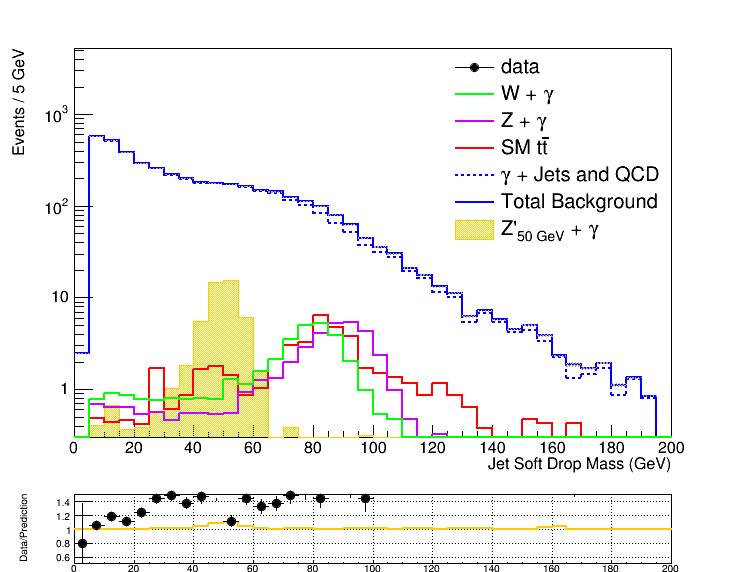 Events / 5 GeV
10³
10²
10
1
data
W + γ
Z + γ
SM tt̄
γ + Jets and QCD
Total Background
Z'50 GeV + γ
0 20 40 60 80 100 120 140 160 180 200
Jet Soft Drop Mass (GeV)
Data/Prediction
1.4
1.2
1
0.8
0.6
0 20 40 60 80 100 120 140 160 180 200